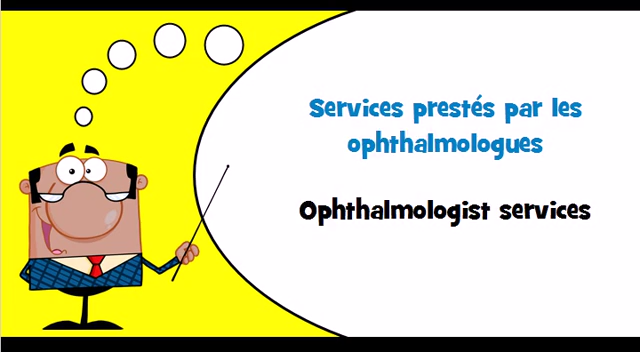 Services prestés par les
ophthalmologues
Ophthalmologist services